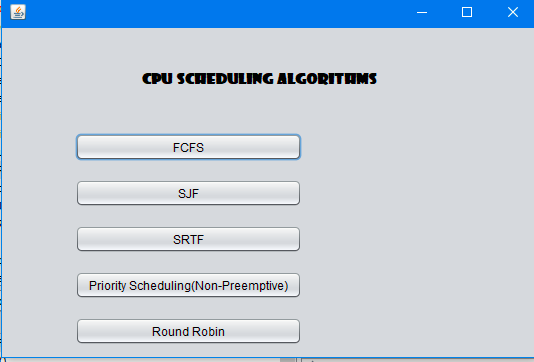 CPU SCHEDULING ALGORITHMS
FCFS
SJF
SRTF
Priority Scheduling(Non-Preemptive)
Round Robin